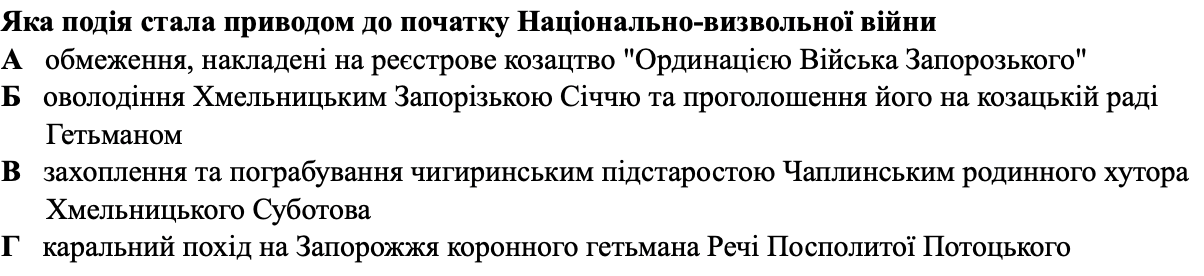 Яка подія стала приводом до початку Національно-визвольної війни
А обмеження, накладені на реєстрове козацтво "Ординацією Війська Запорозького"
Б оволодіння Хмельницьким Запорізькою Січчю та проголошення його на козацькій раді
Гетьманом
В захоплення та пограбування чигиринським підстаростою Чаплинським родинного хутора
Хмельницького Суботова
Г каральний похід на Запорожжя коронного гетьмана Речі Посполитої Потоцького